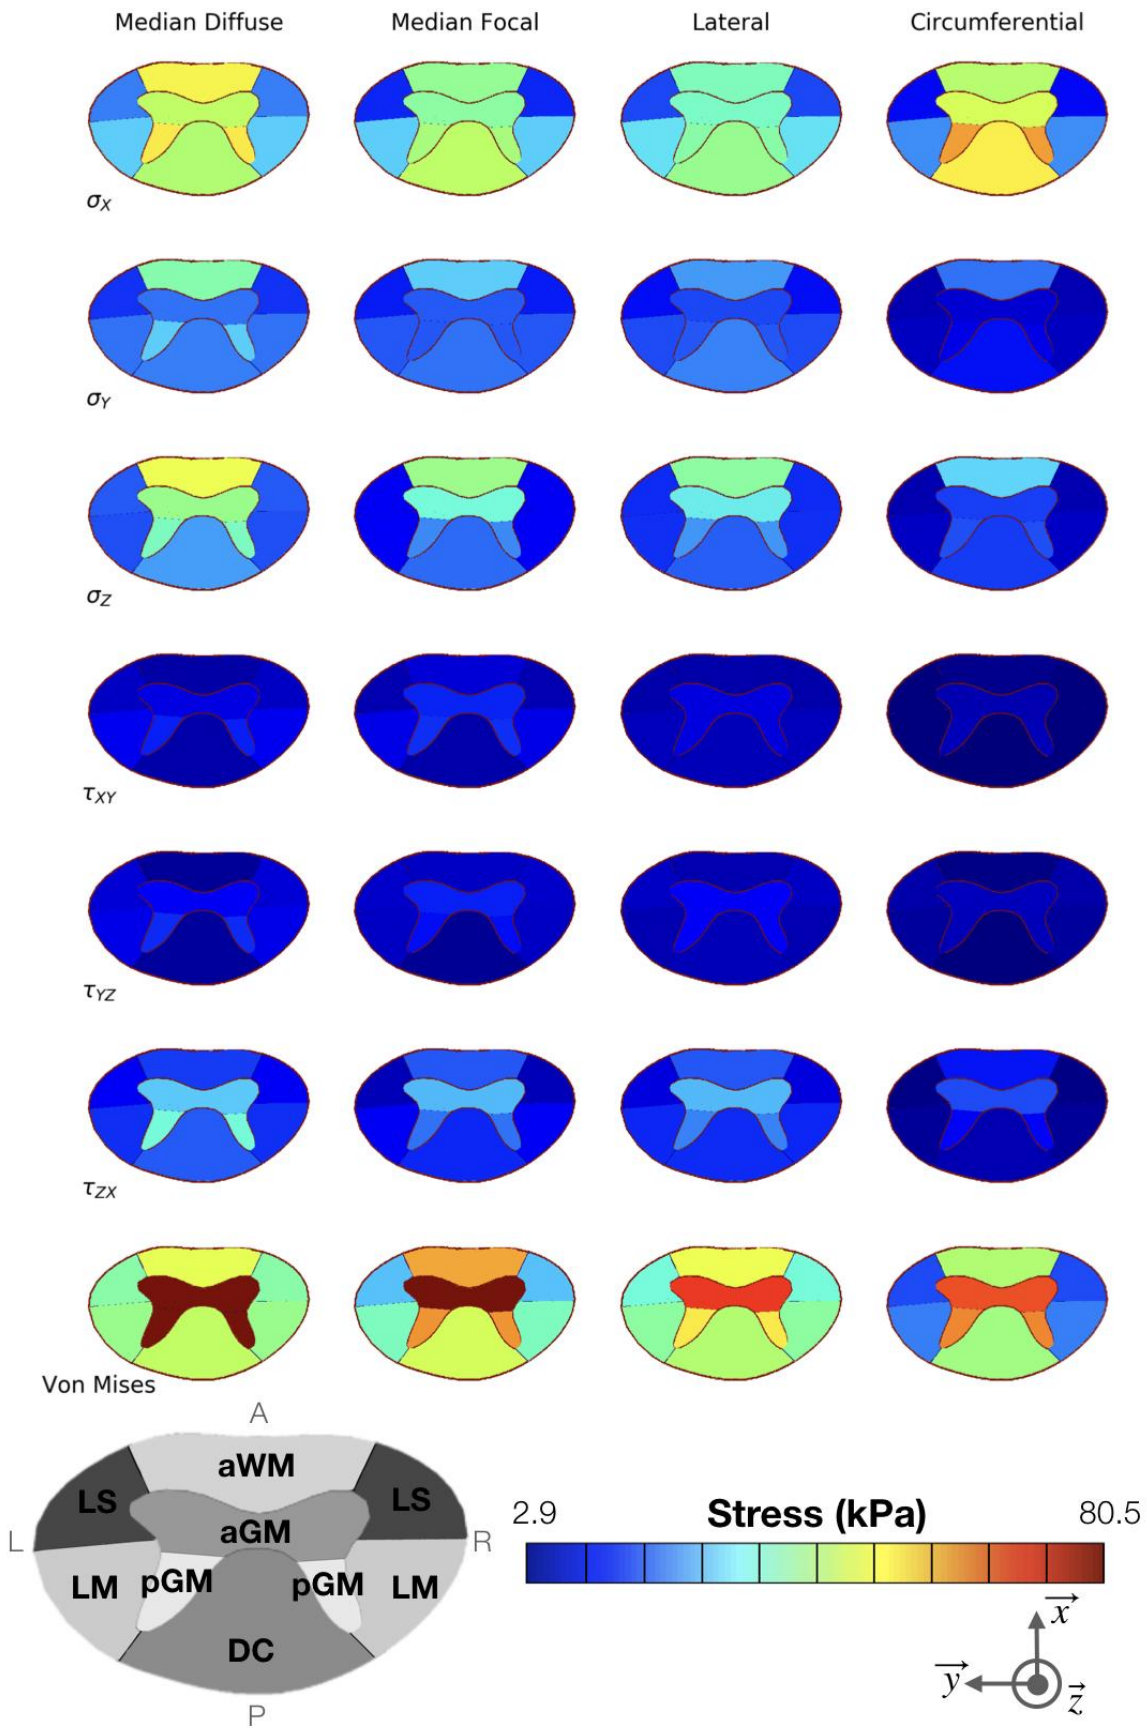 Median Diffuse Median Focal Lateral Circumferential
σX
σY
σZ
τXY
τYZ
τZX
Von Mises
A
aWM
LS LS
aGM
L R
LM pGM pGM LM
DC
P
2.9 Stress (kPa) 80.5
x
y
z